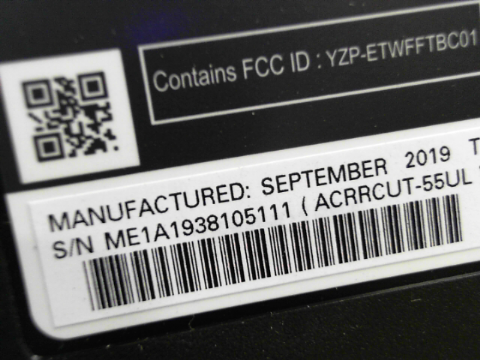 Contains FCC ID : YZP-ETWFFTBC01
MANUFACTURED: SEPTEMBER 2019 T
S/N ME1A1938105111 ( ACRRCUT-55UL